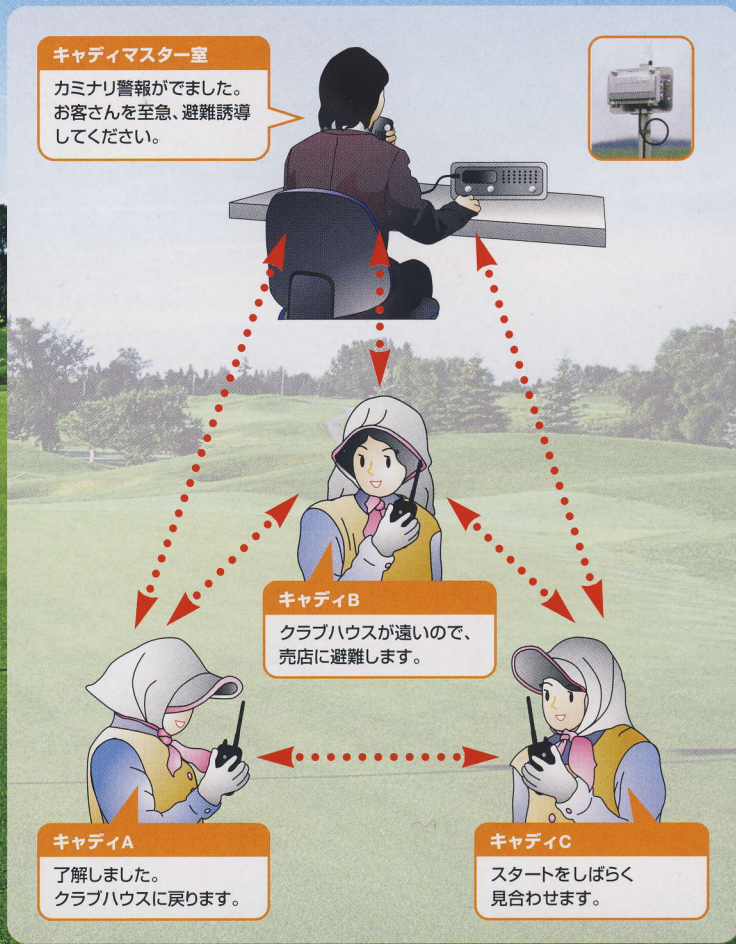 キャディマスター室
カミナリ警報がでました。
お客さんを至急、避難誘導
してください。
キャディB
クラブハウスが遠いので、
売店に避難します。
キャディA
了解しました。
クラブハウスに戻ります。
キャディC
スタートをしばらく
見合わせます。